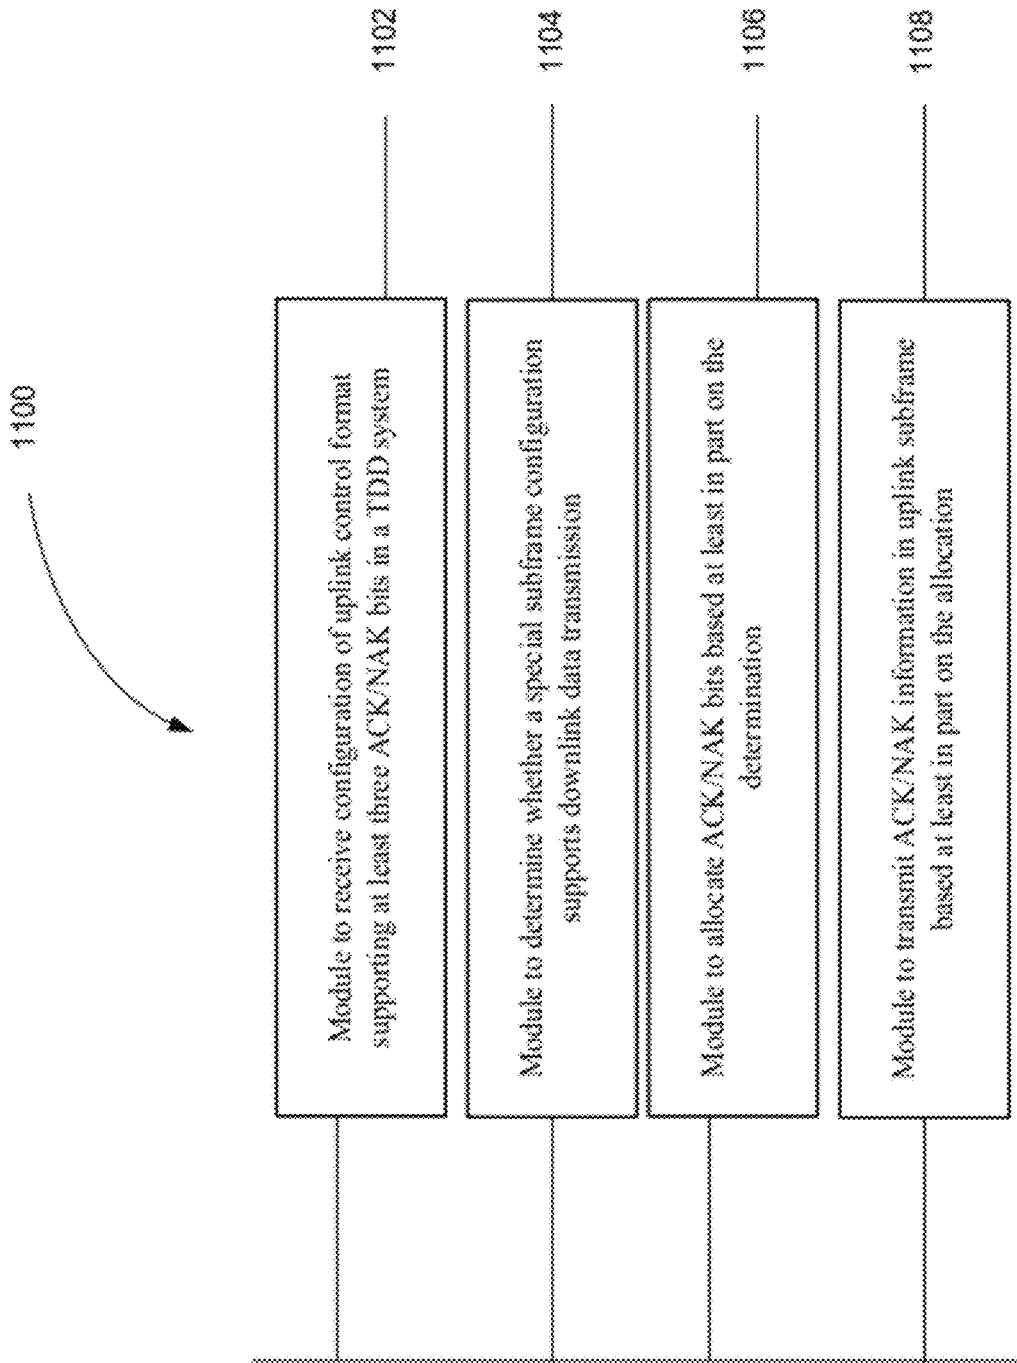 1100
Module to receive configuration of uplink control format
supporting at least three ACK/NAK bits in a TDD system
1102
Module to determine whether a special subframe configuration
supports downlink data transmission
1104
Module to allocate ACK/NAK bits based at least in part on the
determination
1106
Module to transmit ACK/NAK information in uplink subframe
based at least in part on the allocation
1108